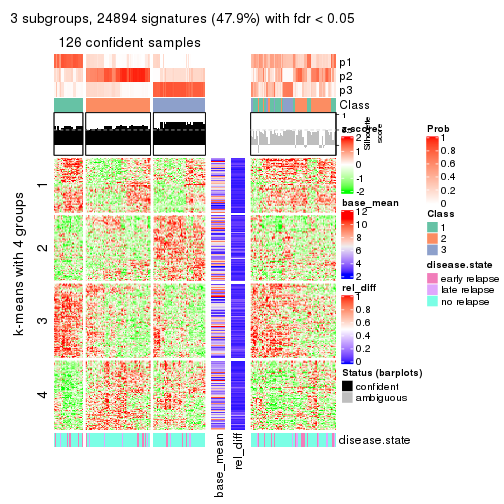 3 subgroups, 24894 signatures (47.9%) with fdr < 0.05
126 confident samples
p1
p2
p3
Class
1
Silhouette
score
k-means with 4 groups
1
2
3
4
base_mean
rel_diff
disease.state
z-score
2
1
0
-1
-2
base_mean
12
10
8
6
4
2
rel_diff
1
0.8
0.6
0.4
0.2
0
Status (barplots)
confident
ambiguous
Prob
1
0.8
0.6
0.4
0.2
0
Class
1
2
3
disease.state
early relapse
late relapse
no relapse